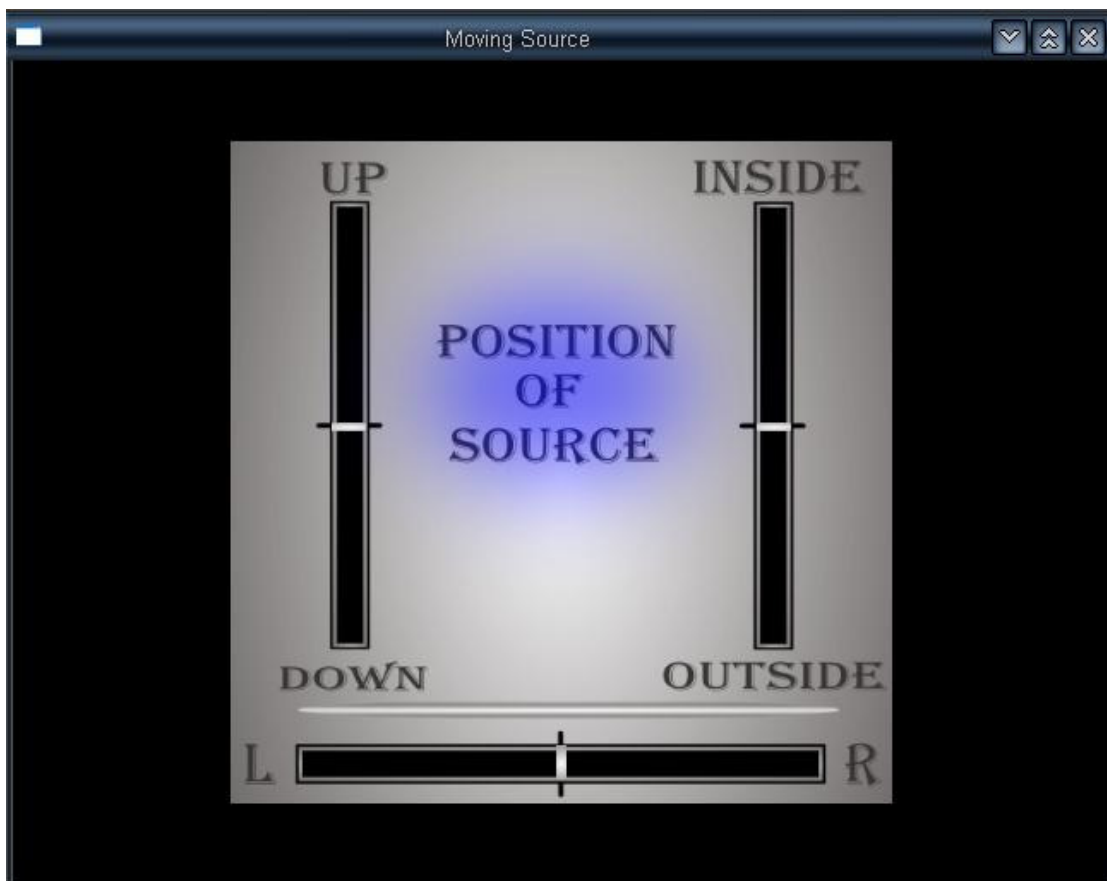 Moving Source
UP
INSIDE
POSITION
OF
SOURCE
DOWN
OUTSIDE
L
R